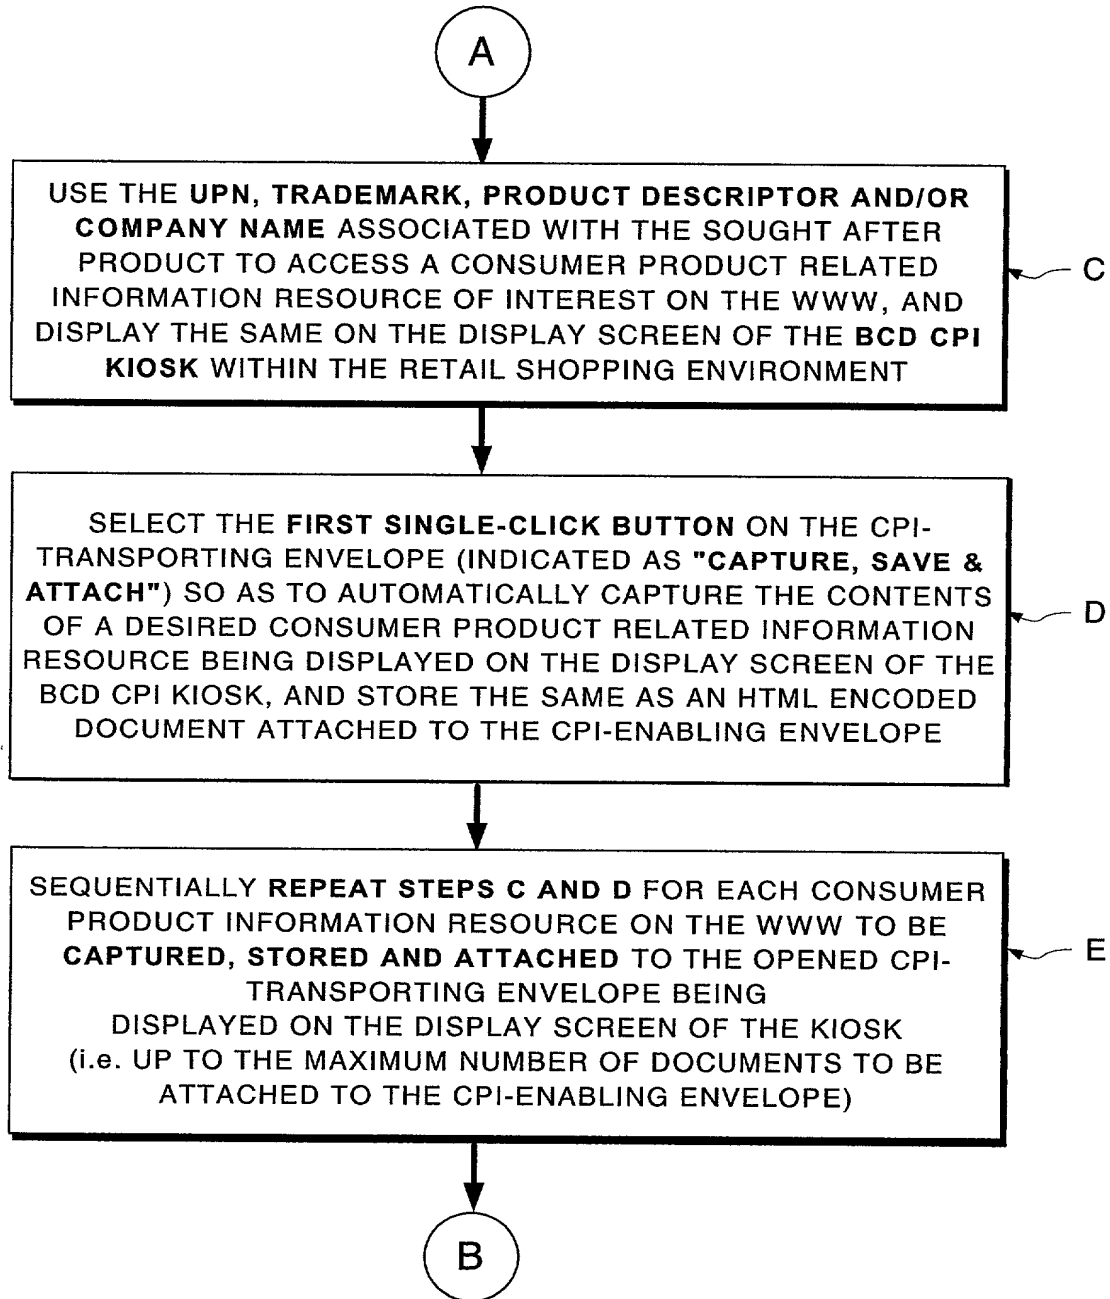 A
USE THE UPN, TRADEMARK, PRODUCT DESCRIPTOR AND/OR
COMPANY NAME ASSOCIATED WITH THE SOUGHT AFTER
PRODUCT TO ACCESS A CONSUMER PRODUCT RELATED
INFORMATION RESOURCE OF INTEREST ON THE WWW, AND
DISPLAY THE SAME ON THE DISPLAY SCREEN OF THE BCD CPI
KIOSK WITHIN THE RETAIL SHOPPING ENVIRONMENT
C
SELECT THE FIRST SINGLE-CLICK BUTTON ON THE CPI-
TRANSPORTING ENVELOPE (INDICATED AS "CAPTURE, SAVE &
ATTACH") SO AS TO AUTOMATICALLY CAPTURE THE CONTENTS
OF A DESIRED CONSUMER PRODUCT RELATED INFORMATION
RESOURCE BEING DISPLAYED ON THE DISPLAY SCREEN OF THE
BCD CPI KIOSK, AND STORE THE SAME AS AN HTML ENCODED
DOCUMENT ATTACHED TO THE CPI-ENABLING ENVELOPE
D
SEQUENTIALLY REPEAT STEPS C AND D FOR EACH CONSUMER
PRODUCT INFORMATION RESOURCE ON THE WWW TO BE
CAPTURED, STORED AND ATTACHED TO THE OPENED CPI-
TRANSPORTING ENVELOPE BEING
DISPLAYED ON THE DISPLAY SCREEN OF THE KIOSK
(i.e. UP TO THE MAXIMUM NUMBER OF DOCUMENTS TO BE
ATTACHED TO THE CPI-ENABLING ENVELOPE)
E
B